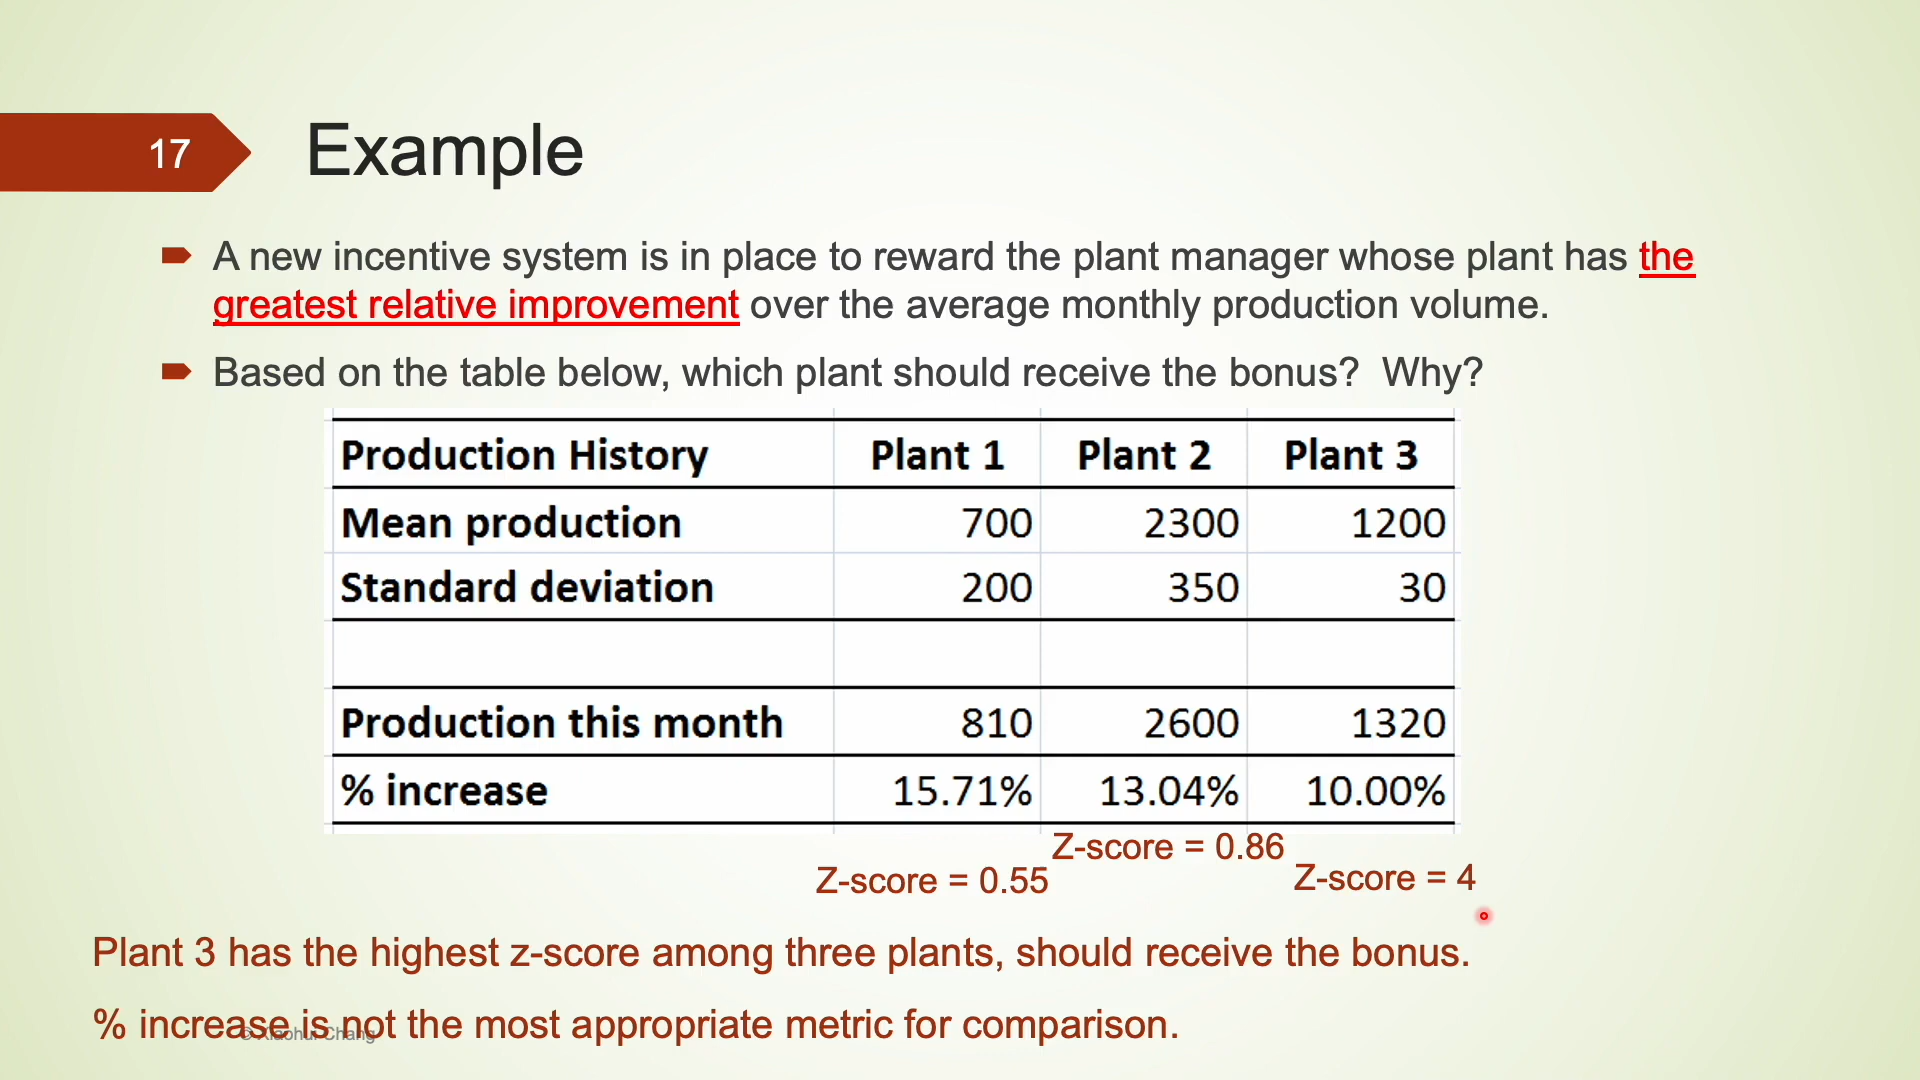 17
Example
A new incentive system is in place to reward the plant manager whose plant has the
greatest relative improvement over the average monthly production volume.
Based on the table below, which plant should receive the bonus? Why?
Production History Plant 1 Plant 2 Plant 3
Mean production 700 2300 1200
Standard deviation 200 350 30
Production this month 810 2600 1320
% increase 15.71% 13.04% 10.00%
Z-score = 0.55 Z-score = 0.86 Z-score = 4
Plant 3 has the highest z-score among three plants, should receive the bonus.
% increase is not the most appropriate metric for comparison.
© Xiaohui Chang